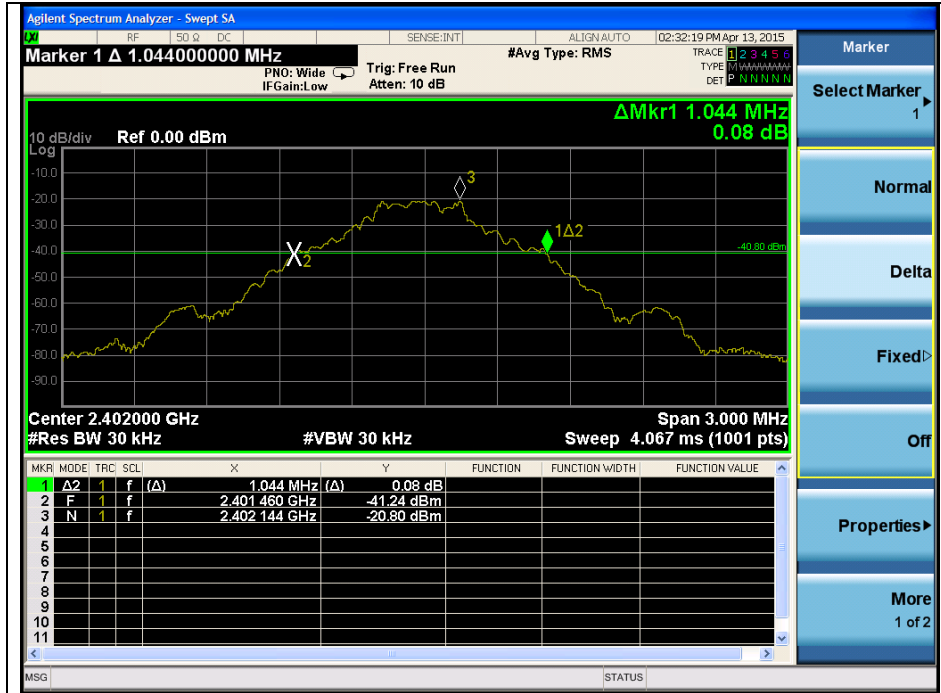 Agilent Spectrum Analyzer - Swept SA
LXI RF 50 Ω DC SENSE:INT ALIGN AUTO 02:32:19 PM Apr 13, 2015
Marker 1 Δ 1.044000000 MHz
PNO: Wide
IFGain:Low
Trig: Free Run
Atten: 10 dB
#Avg Type: RMS
TRACE 1 2 3 4 5 6
TYPE M WWWWW
DET P N N N N N
ΔMkr1 1.044 MHz
0.08 dB
10 dB/div Ref 0.00 dBm
Log
-10.0
-20.0
-30.0
-40.0
-50.0
-60.0
-70.0
-80.0
-90.0
3
1Δ2
X2
-40.80 dBm
Center 2.402000 GHz Span 3.000 MHz
#Res BW 30 kHz #VBW 30 kHz Sweep 4.067 ms (1001 pts)
MKR MODE TRC SCL X Y FUNCTION FUNCTION WIDTH FUNCTION VALUE
1 Δ2 1 f (Δ) 1.044 MHz (Δ) 0.08 dB
2 F 1 f 2.401 460 GHz -41.24 dBm
3 N 1 f 2.402 144 GHz -20.80 dBm
4
5
6
7
8
9
10
11
MSG STATUS
Marker
Select Marker
1
Normal
Delta
Fixed
Off
Properties
More
1 of 2